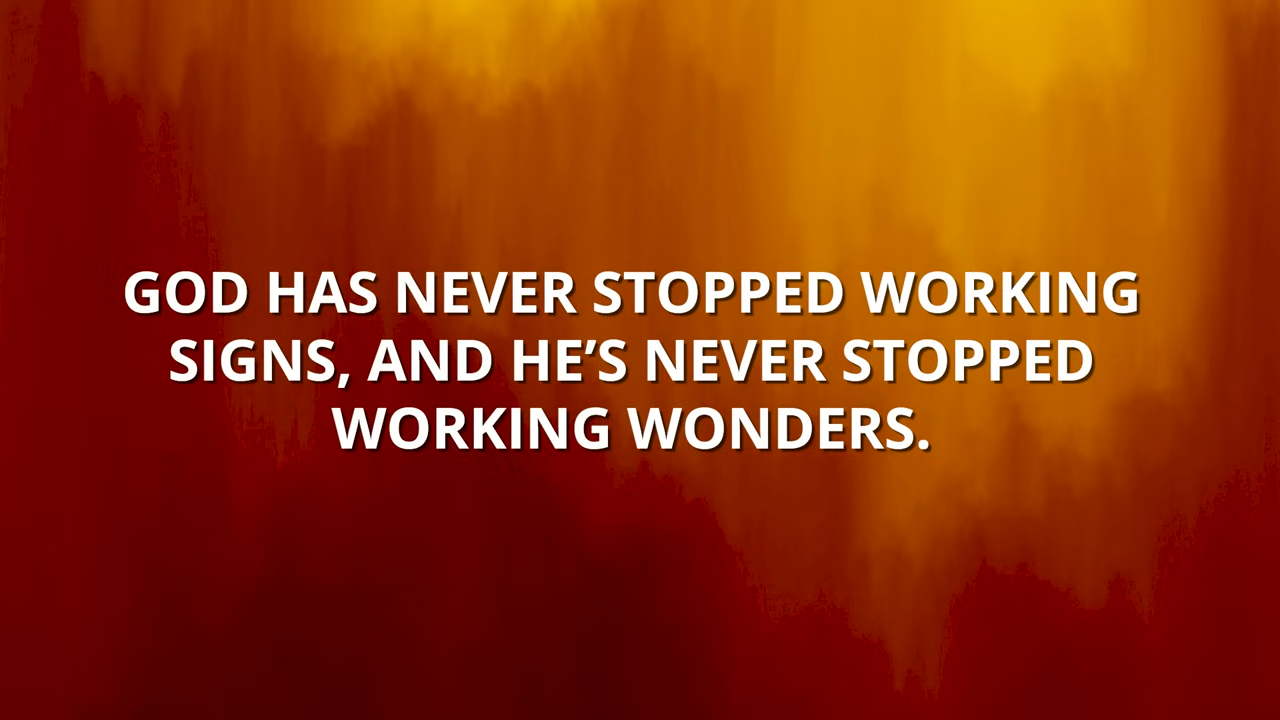 GOD HAS NEVER STOPPED WORKING
SIGNS, AND HE’S NEVER STOPPED
WORKING WONDERS.